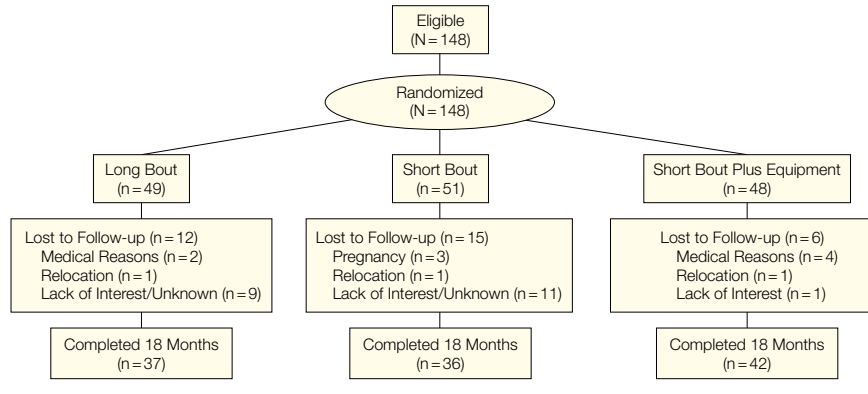 Eligible
(N=148)
Randomized
(N=148)
Long Bout
(n=49)
Short Bout
(n=51)
Short Bout Plus Equipment
(n=48)
Lost to Follow-up (n=12)
Medical Reasons (n=2)
Relocation (n=1)
Lack of Interest/Unknown (n=9)
Lost to Follow-up (n=15)
Pregnancy (n=3)
Relocation (n=1)
Lack of Interest/Unknown (n=11)
Lost to Follow-up (n=6)
Medical Reasons (n=4)
Relocation (n=1)
Lack of Interest (n=1)
Completed 18 Months
(n=37)
Completed 18 Months
(n=36)
Completed 18 Months
(n=42)